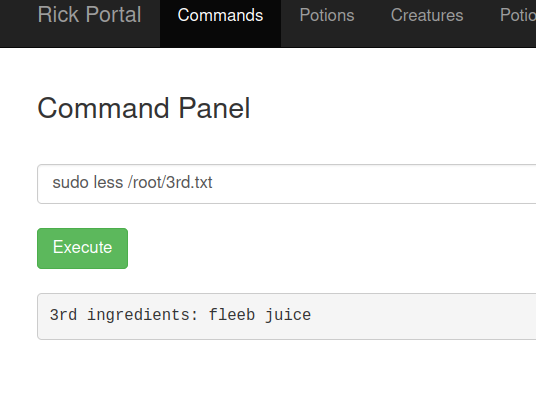 Rick Portal Commands Potions Creatures Potio
Command Panel
sudo less /root/3rd.txt
Execute
3rd ingredients: fleeb juice